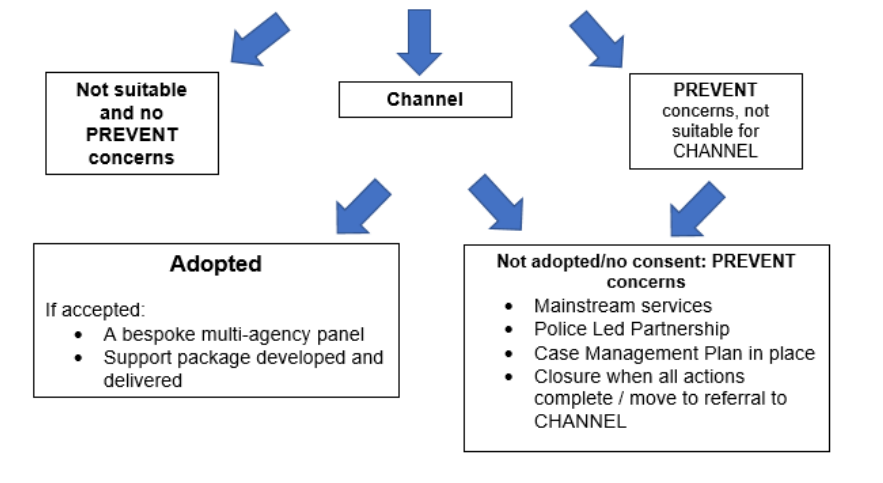 Not suitable
and no
PREVENT
concerns
Channel
PREVENT
concerns, not
suitable for
CHANNEL
Adopted
If accepted:
• A bespoke multi-agency panel
• Support package developed and
delivered
Not adopted/no consent: PREVENT
concerns
• Mainstream services
• Police Led Partnership
• Case Management Plan in place
• Closure when all actions
complete / move to referral to
CHANNEL